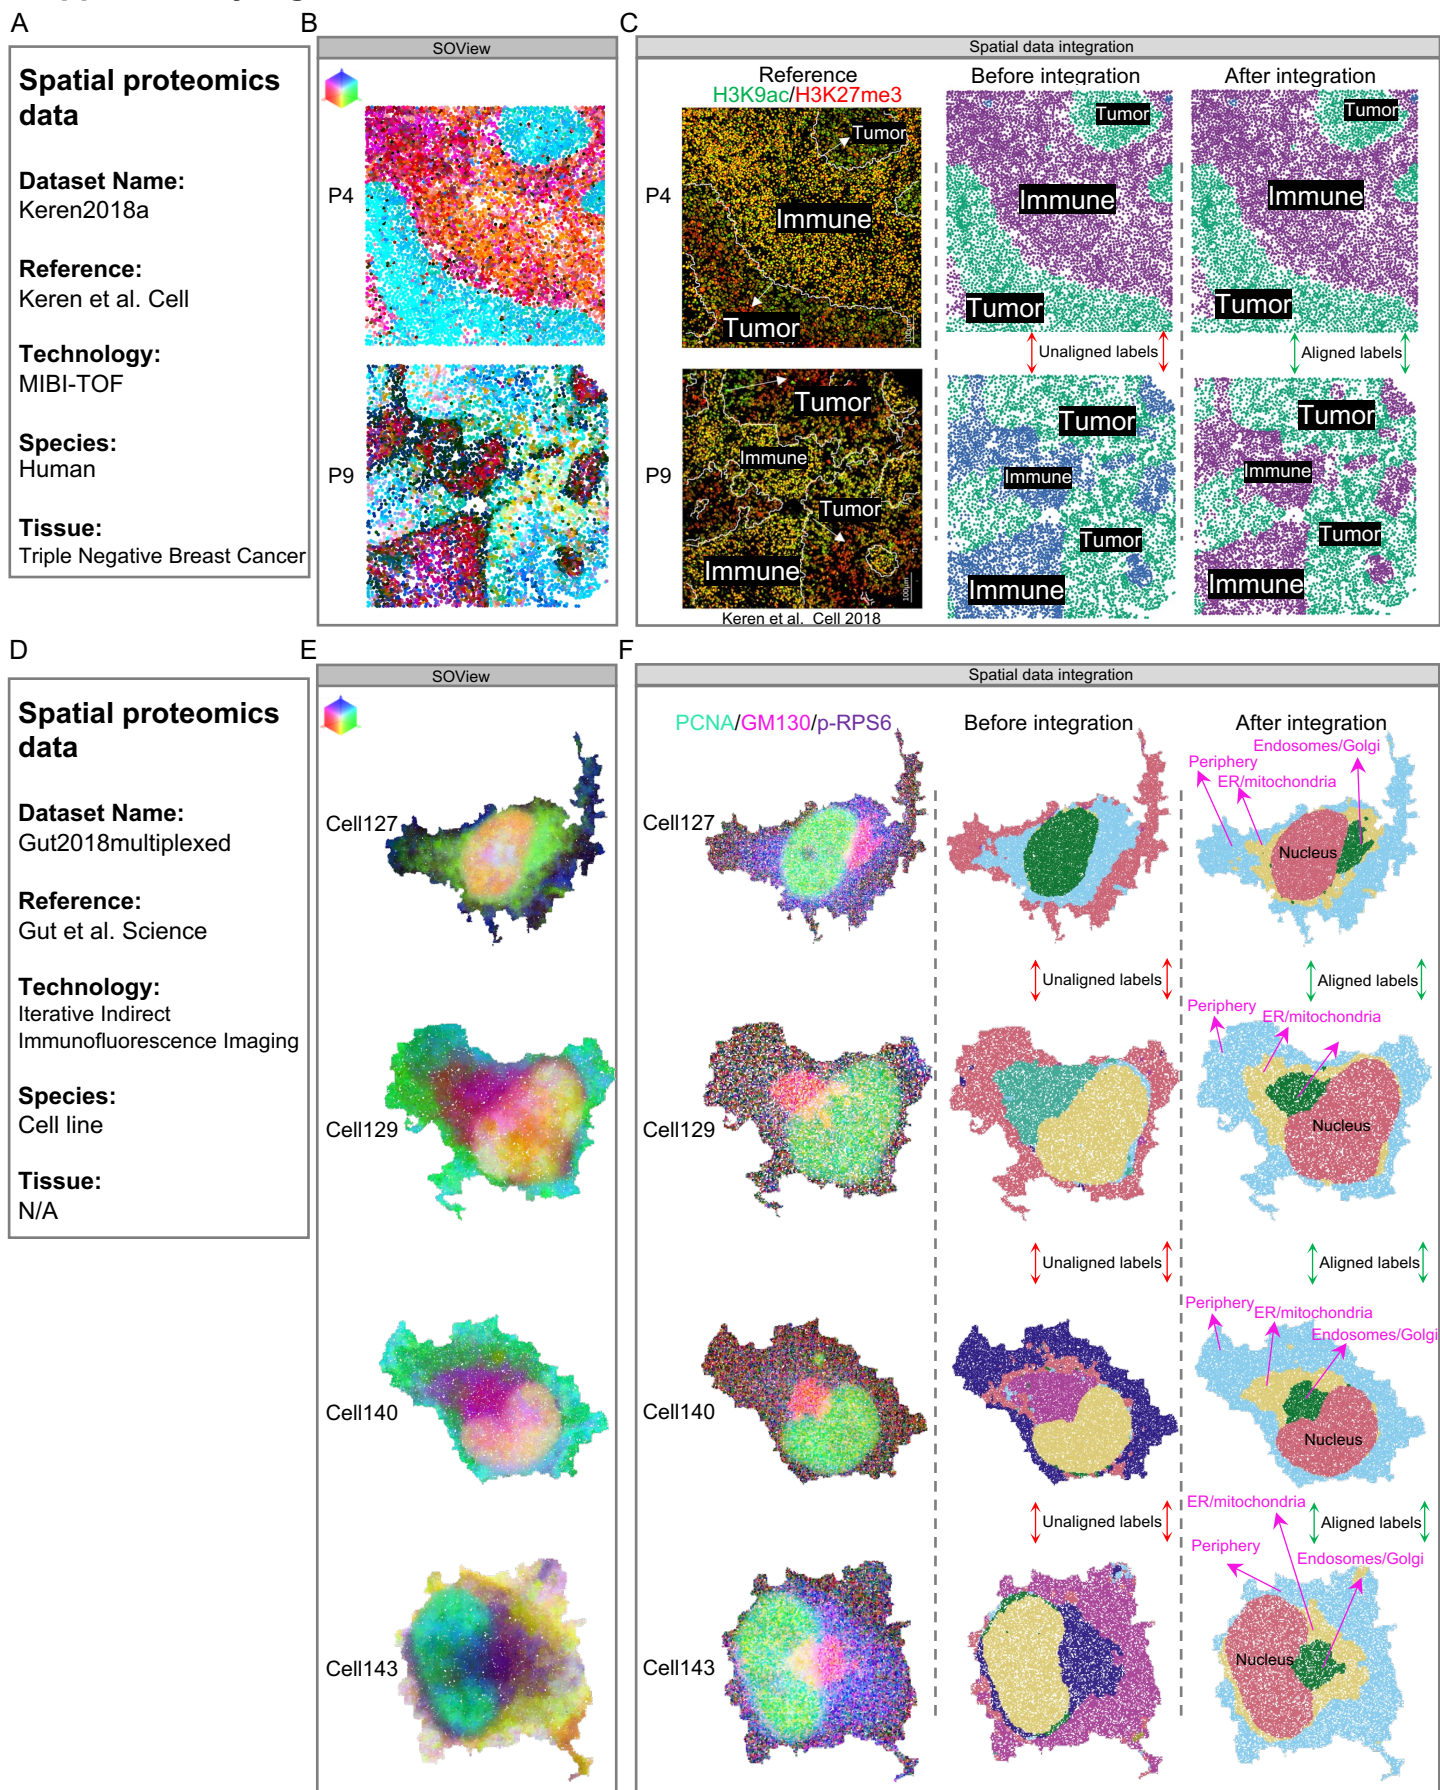 A
Spatial proteomics
data
Dataset Name:
Keren2018a
Reference:
Keren et al. Cell
Technology:
MIBI-TOF
Species:
Human
Tissue:
Triple Negative Breast Cancer
B
SOView
P4
P9
C
Spatial data integration
Reference
H3K9ac/H3K27me3
Before integration
After integration
P4
Tumor
Immune
Tumor
100μm
Tumor
Immune
Tumor
Tumor
Immune
Tumor
Unaligned labels
Aligned labels
P9
Tumor
Immune
Tumor
Immune
100μm
Keren et al. Cell 2018
Tumor
Immune
Tumor
Immune
Tumor
Immune
Tumor
Immune
D
Spatial proteomics
data
Dataset Name:
Gut2018multiplexed
Reference:
Gut et al. Science
Technology:
Iterative Indirect
Immunofluorescence Imaging
Species:
Cell line
Tissue:
N/A
E
SOView
Cell127
Cell129
Cell140
Cell143
F
Spatial data integration
PCNA/GM130/p-RPS6
Before integration
After integration
Cell127
Endosomes/Golgi
Periphery
ER/mitochondria
Nucleus
Unaligned labels
Aligned labels
Cell129
Periphery
ER/mitochondria
Nucleus
Unaligned labels
Aligned labels
Cell140
Periphery
ER/mitochondria
Endosomes/Golgi
Nucleus
Unaligned labels
Aligned labels
Cell143
ER/mitochondria
Periphery
Endosomes/Golgi
Nucleus